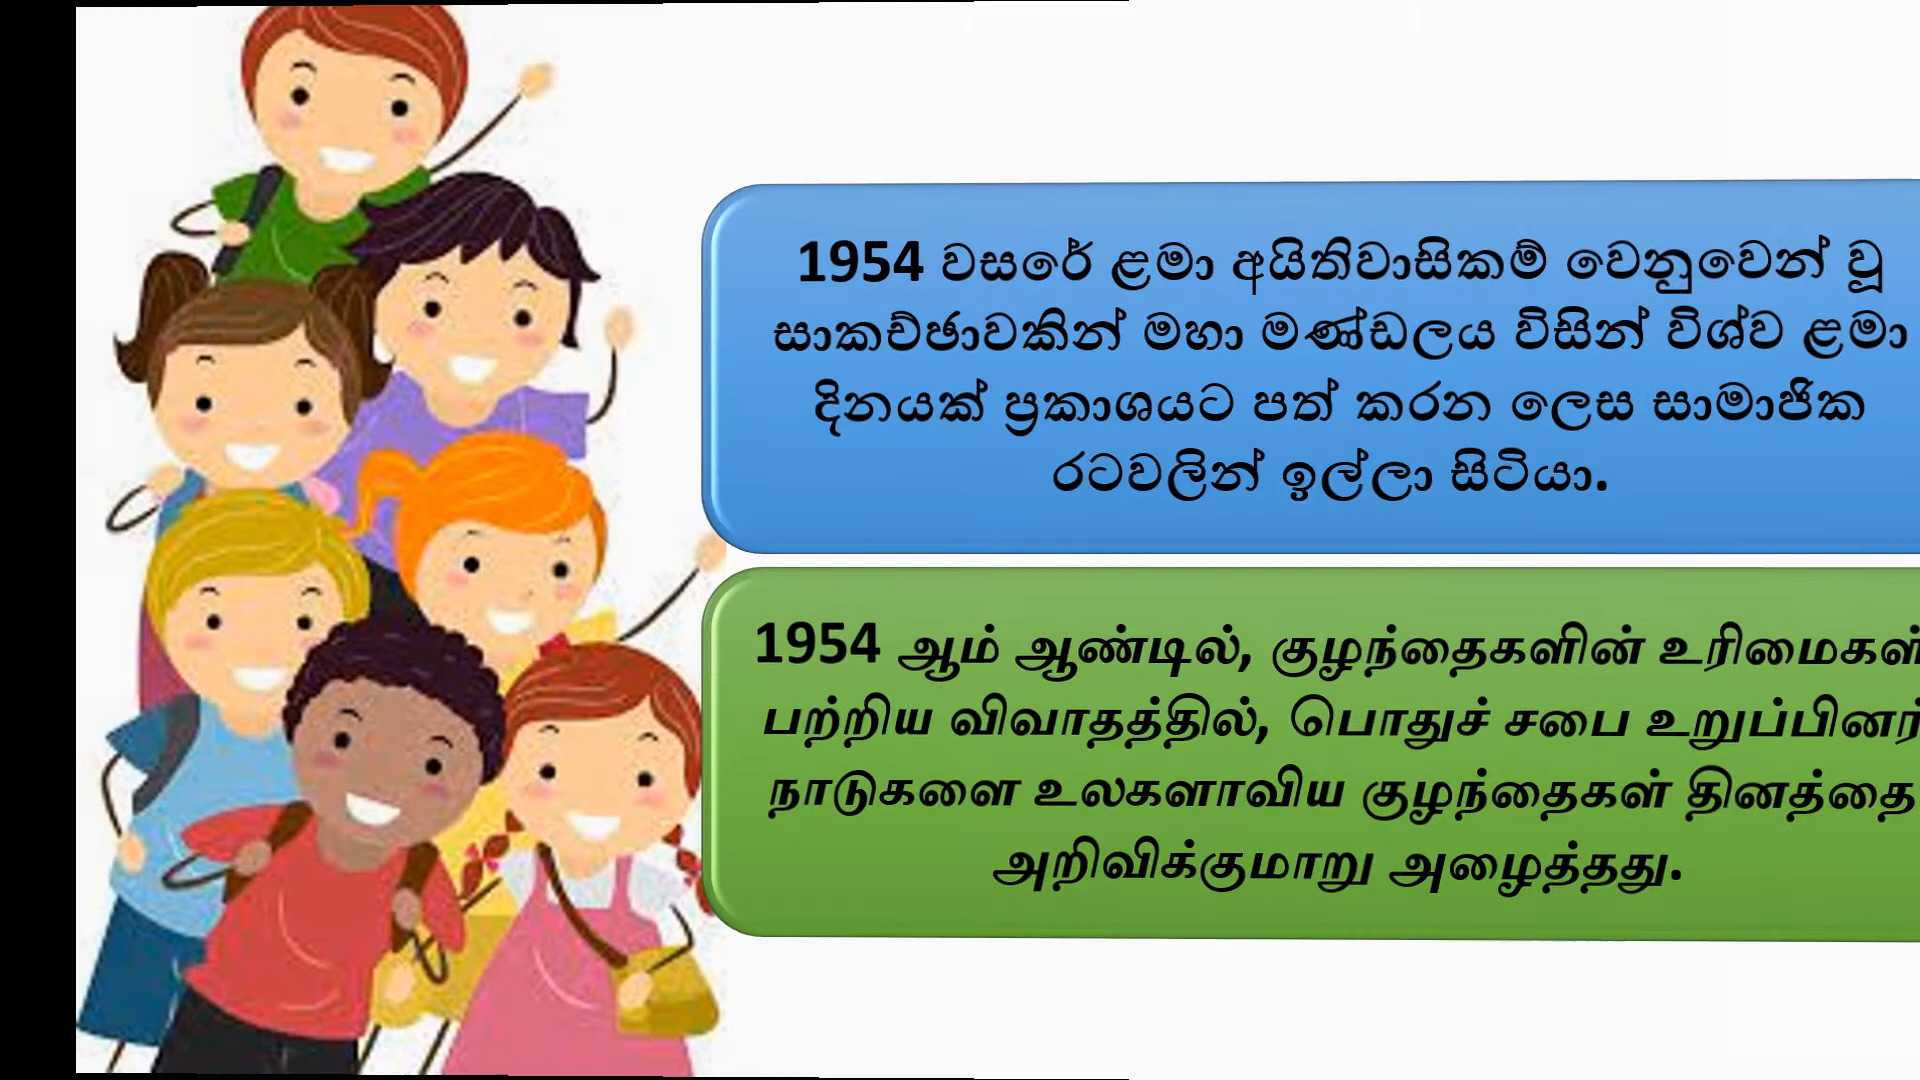 1954 වසරේ ළමා අයිතිවාසිකම් වෙනුවෙන් වූ
සාකච්ඡාවකින් මහා මණ්ඩලය විසින් විශ්ව ළමා
දිනයක් ප්‍රකාශයට පත් කරන ලෙස සාමාජික
රටවලින් ඉල්ලා සිටියා.
1954 ஆம் ஆண்டில், குழந்தைகளின் உரிமைகள்
பற்றிய விவாதத்தில், பொதுச் சபை உறுப்பினர்
நாடுகளை உலகளாவிய குழந்தைகள் தினத்தை
அறிவிக்குமாறு அழைத்தது.